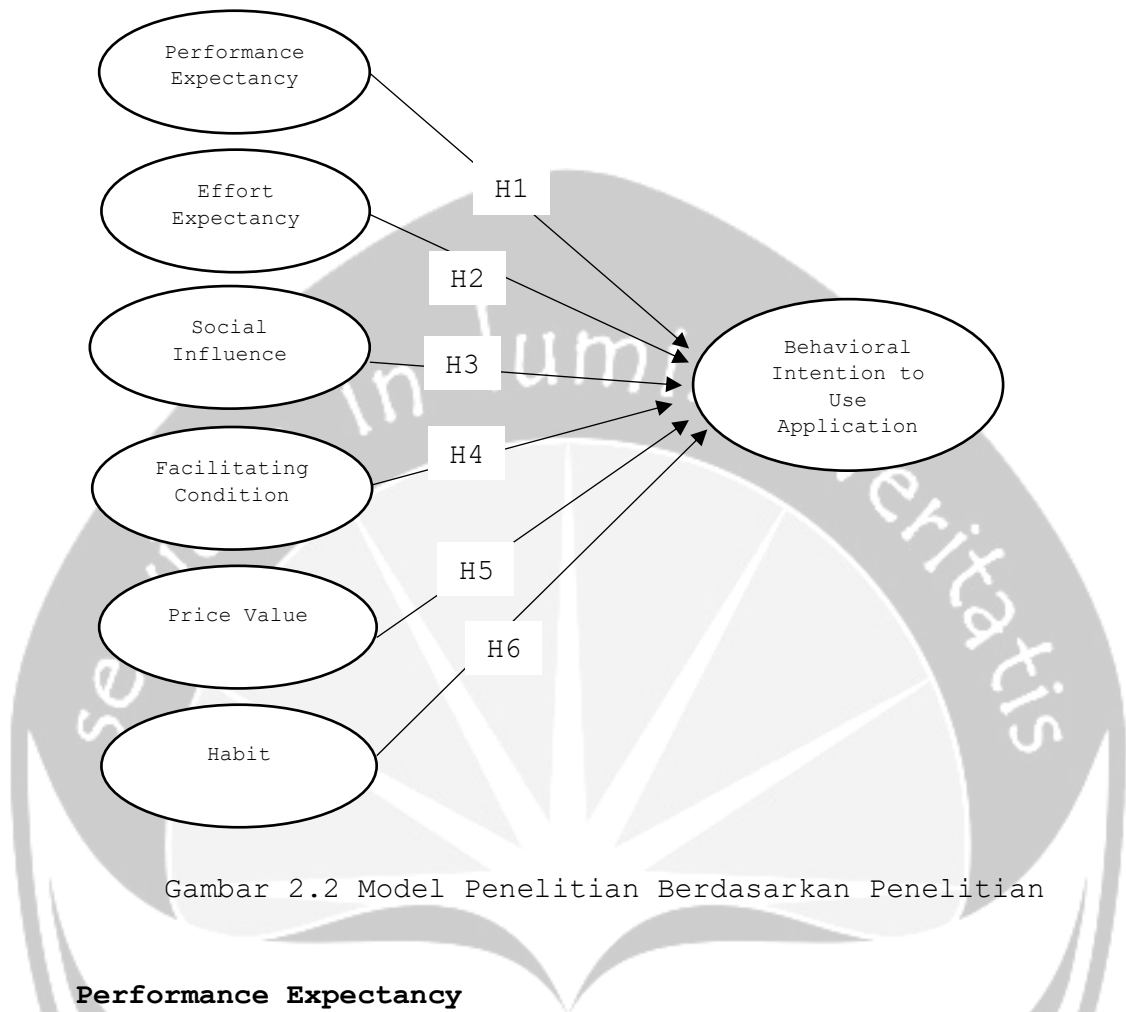 Performance
Expectancy
H1
Effort
Expectancy
H2
Social
Influence
H3
Behavioral
Intention to
Use
Application
Facilitating
Condition
H4
Price Value
H5
Habit
H6
Gambar 2.2 Model Penelitian Berdasarkan Penelitian
Performance Expectancy